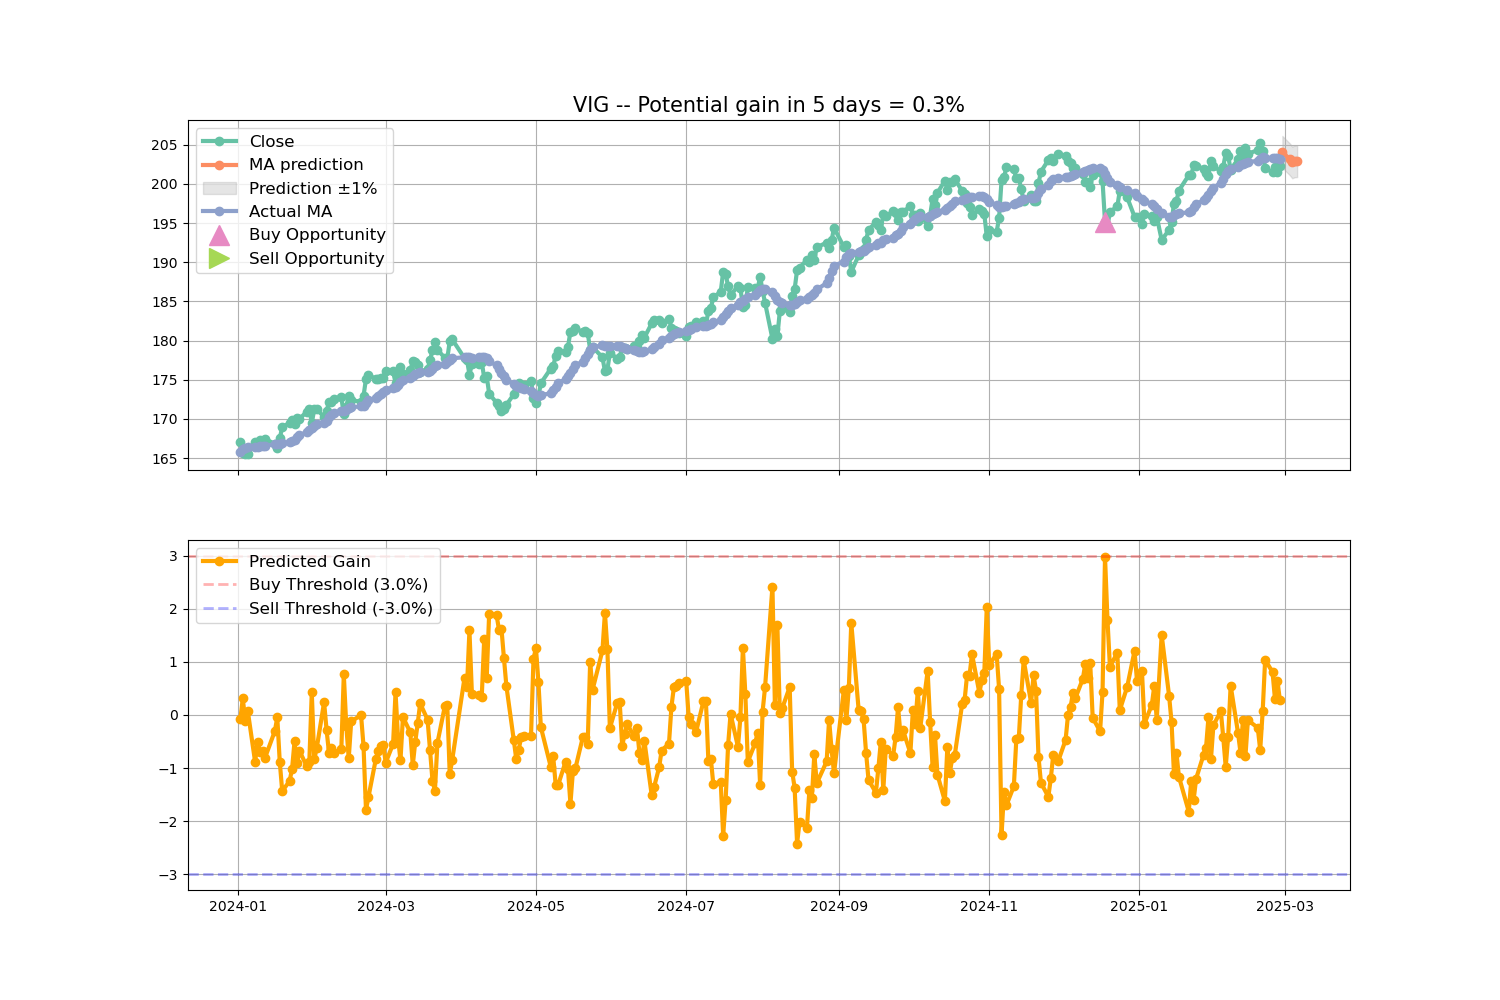 VIG -- Potential gain in 5 days = 0.3%
205
200
195
190
185
180
175
170
165
Close
MA prediction
Prediction ±1%
Actual MA
Buy Opportunity
Sell Opportunity
3
2
1
0
−1
−2
−3
Predicted Gain
Buy Threshold (3.0%)
Sell Threshold (-3.0%)
2024-01 2024-03 2024-05 2024-07 2024-09 2024-11 2025-01 2025-03